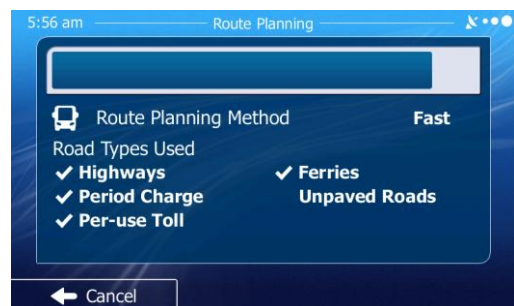 5:56 am Route Planning
Route Planning Method Fast
Road Types Used
Highways Ferries
Period Charge Unpaved Roads
Per-use Toll
Cancel